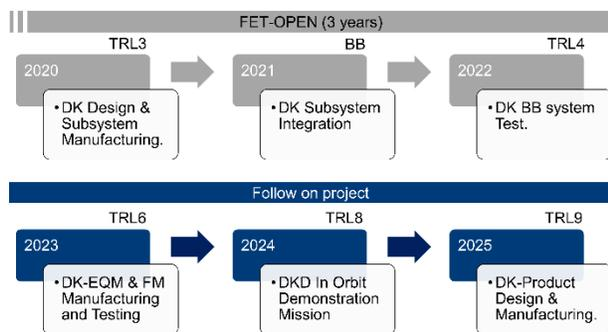 FET-OPEN (3 years)
TRL3
BB
TRL4
2020
2021
2022
•DK Design &
Subsystem
Manufacturing.
•DK Subsystem
Integration
•DK BB system
Test.
Follow on project
TRL6
TRL8
TRL9
2023
2024
2025
•DK-EQM & FM
Manufacturing
and Testing
•DKD In Orbit
Demonstration
Mission
•DK-Product
Design &
Manufacturing.